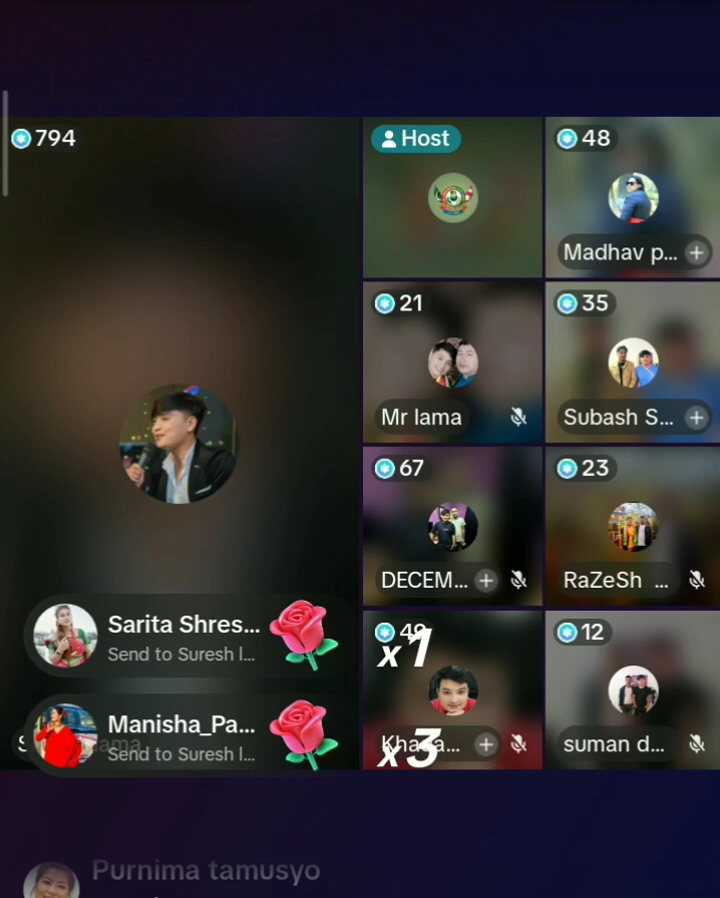 794
Host
48
Madhav p...
21
Mr lama
35
Subash S...
67
DECEM...
23
RaZeSh ...
Sarita Shres...
Send to Suresh l...
x1
49
x3
12
suman d...
Manisha_Pa...
Send to Suresh l...
Purnima tamusyo